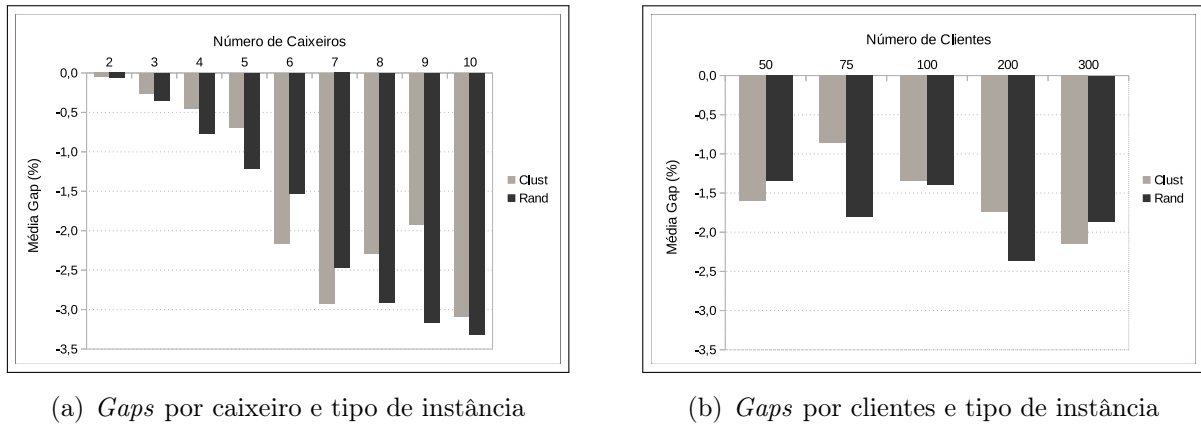 Número de Caixeiros
2 3 4 5 6 7 8 9 10
0,0
-0,5
-1,0
-1,5
-2,0
-2,5
-3,0
-3,5
Média Gap (%)
Clust
Rand
(a) Gaps por caixeiro e tipo de instância
Número de Clientes
50 75 100 200 300
0,0
-0,5
-1,0
-1,5
-2,0
-2,5
-3,0
-3,5
Média Gap (%)
Clust
Rand
(b) Gaps por clientes e tipo de instância